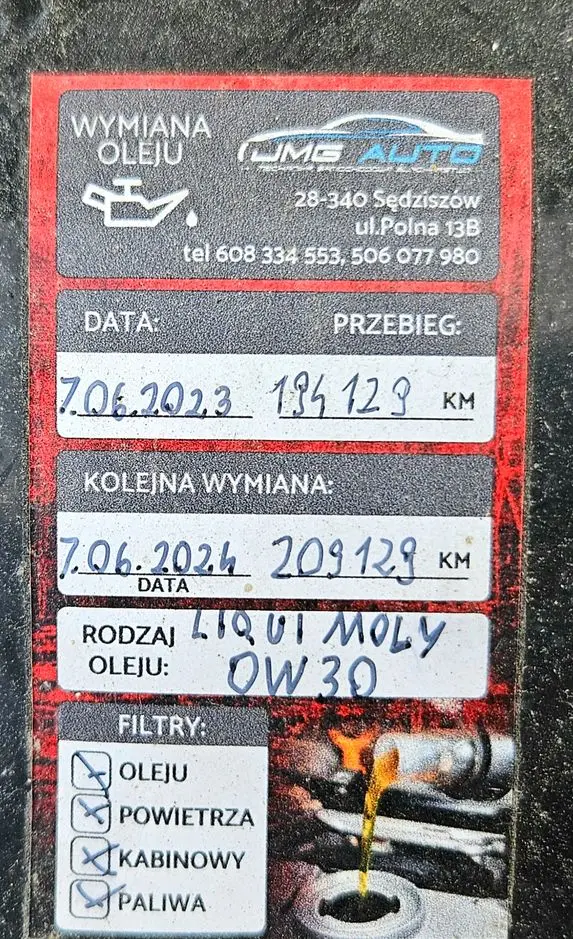 WYMIANA
OLEJU
JMG AUTO
28-340 Sędziszów
ul.Polna 13B
tel 608 334 553, 506 077 980
DATA: PRZEBIEG:
7.06.2023 194129 KM
KOLEJNA WYMIANA:
7.06.2024 209129 KM
DATA
RODZAJ LIQUI MOLY
OLEJU: 0W30
FILTRY:
OLEJU
POWIETRZA
KABINOWY
PALIWA